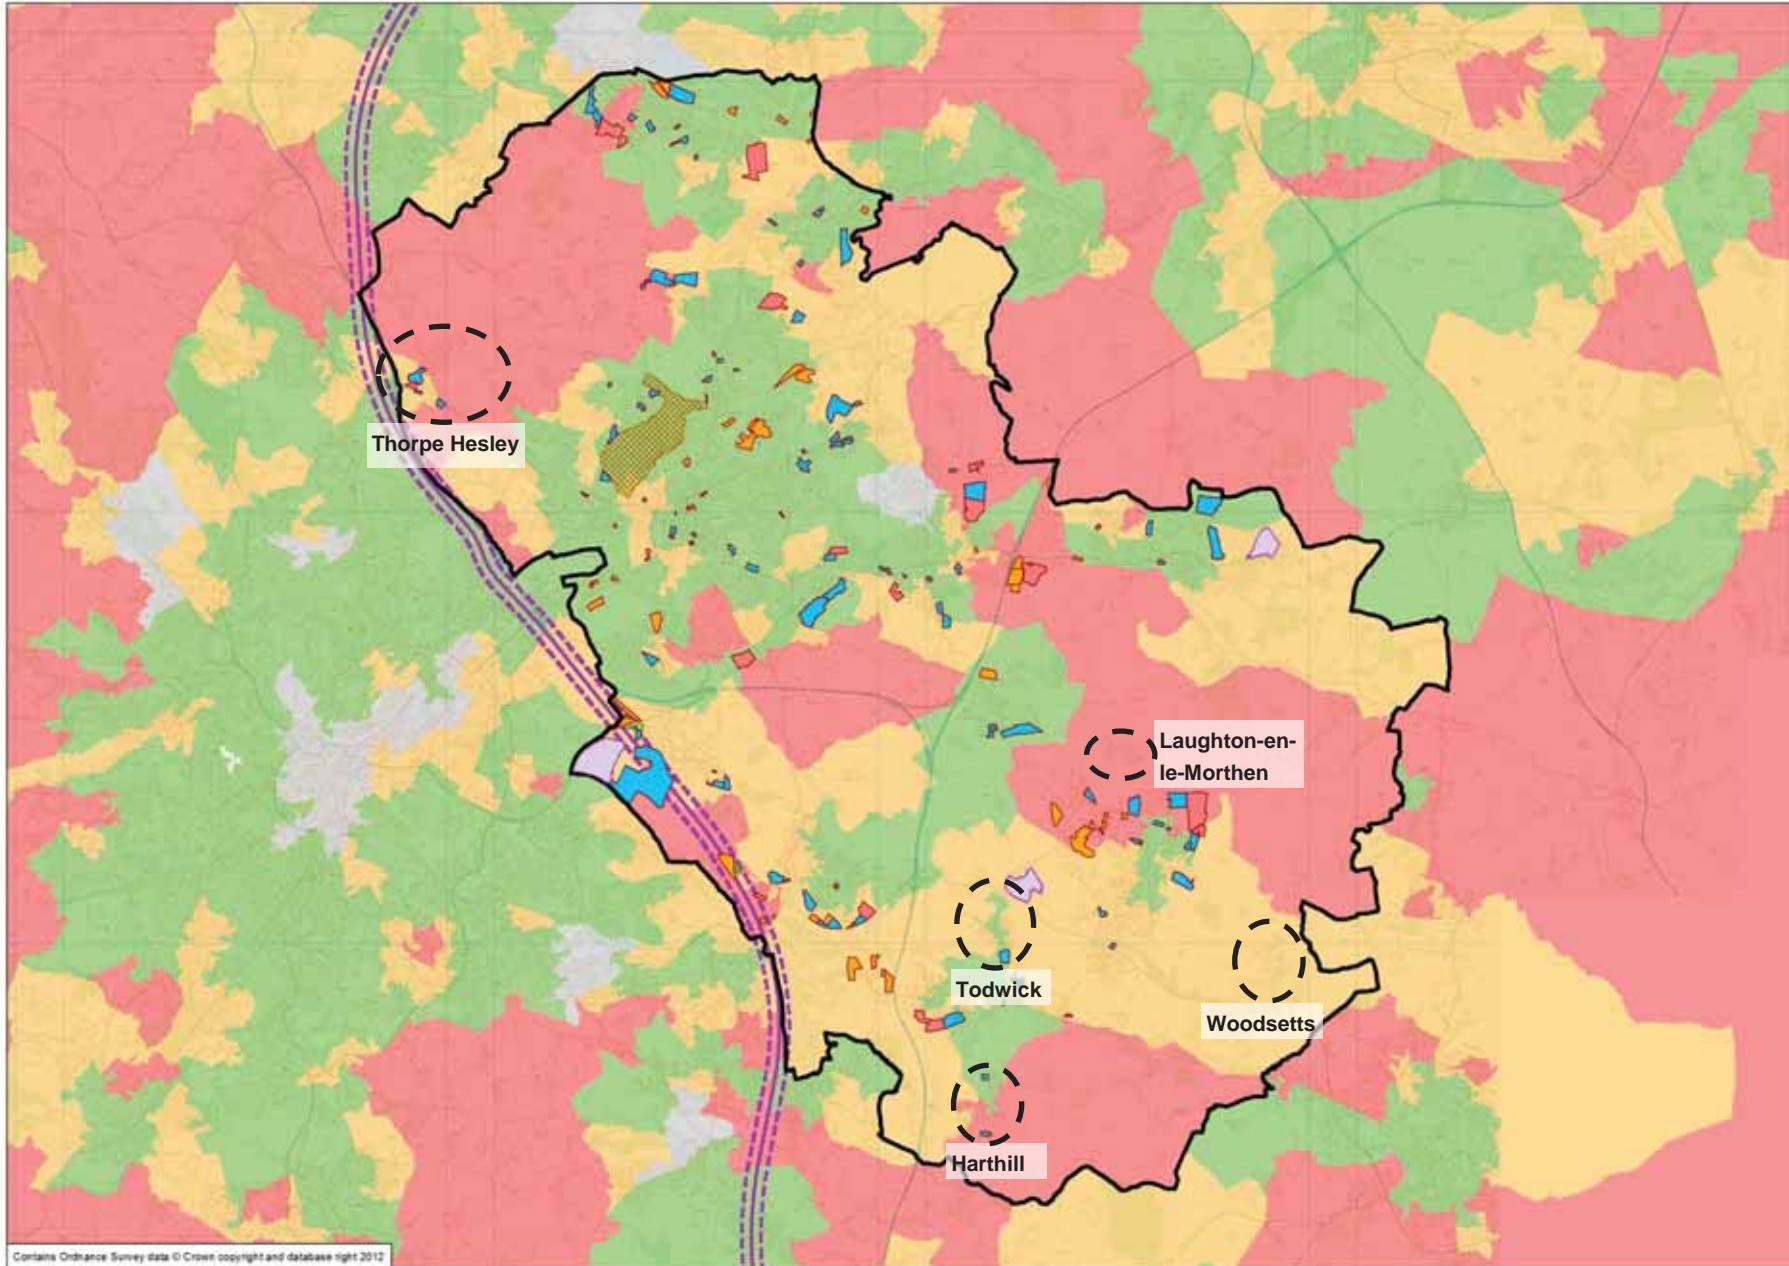 Thorpe Hesley
Laughton-en-
le-Morthen
Todwick
Woodsetts
Harthill
Contains Ordnance Survey data © Crown copyright and database right 2012